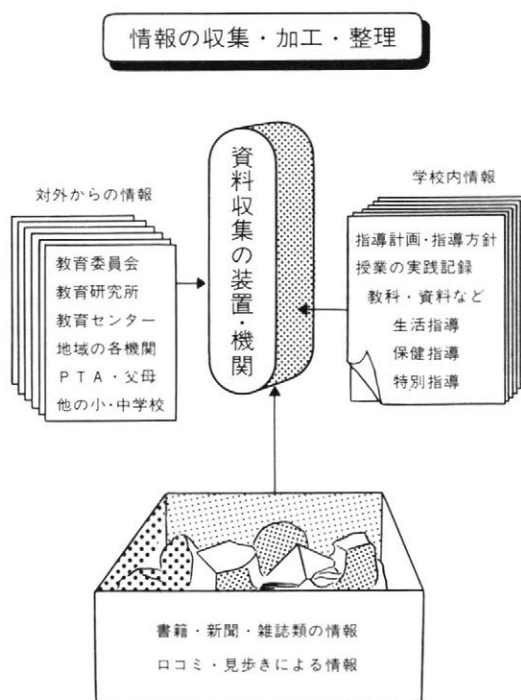 情報の収集・加工・整理
対外からの情報
教育委員会
教育研究所
教育センター
地域の各機関
PTA・父母
他の小・中学校
資料収集の装置・機関
学校内情報
指導計画・指導方針
授業の実践記録
教科・資料など
生活指導
保健指導
特別指導
書籍・新聞・雑誌類の情報
口コミ・見歩きによる情報